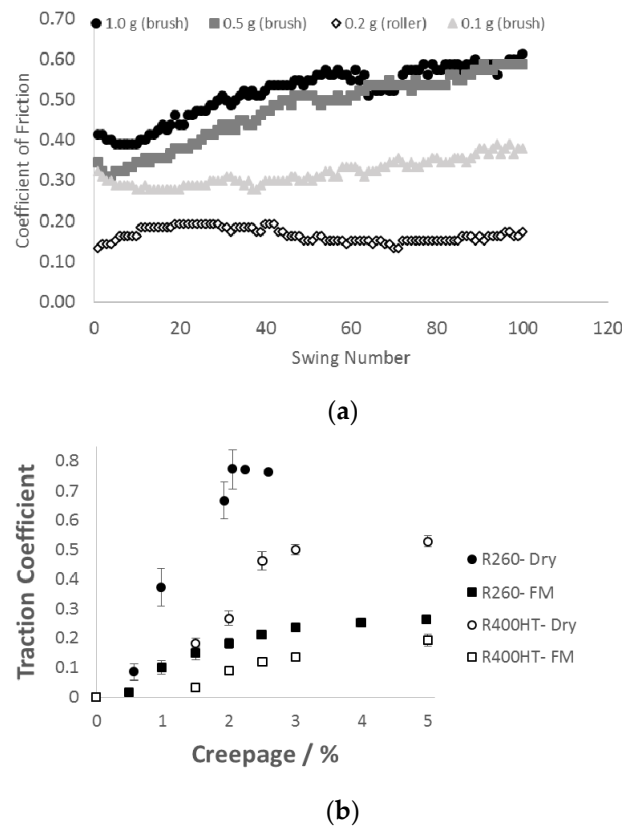 1.0 g (brush) 0.5 g (brush) 0.2 g (roller) 0.1 g (brush)
0.70
0.60
0.50
0.40
0.30
0.20
0.10
0.00
Coefficient of Friction
0 20 40 60 80 100 120
Swing Number
(a)
0.8
0.7
0.6
0.5
0.4
0.3
0.2
0.1
0
Traction Coefficient
R260- Dry
R260- FM
R400HT- Dry
R400HT- FM
0 1 2 3 4 5
Creepage / %
(b)